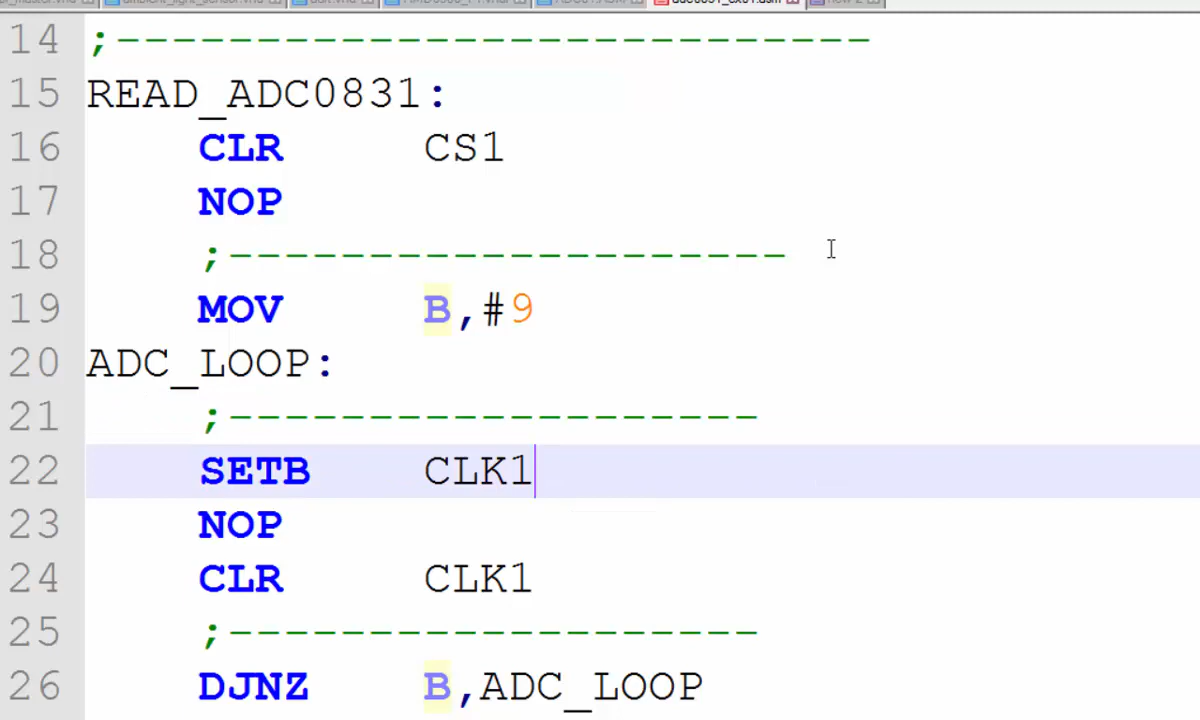 14 ;---------------------------
15 READ_ADC0831:
16 CLR CS1
17 NOP
18 ;--------------------
19 MOV B,#9
20 ADC_LOOP:
21 ;-------------------
22 SETB CLK1
23 NOP
24 CLR CLK1
25 ;-------------------
26 DJNZ B,ADC_LOOP